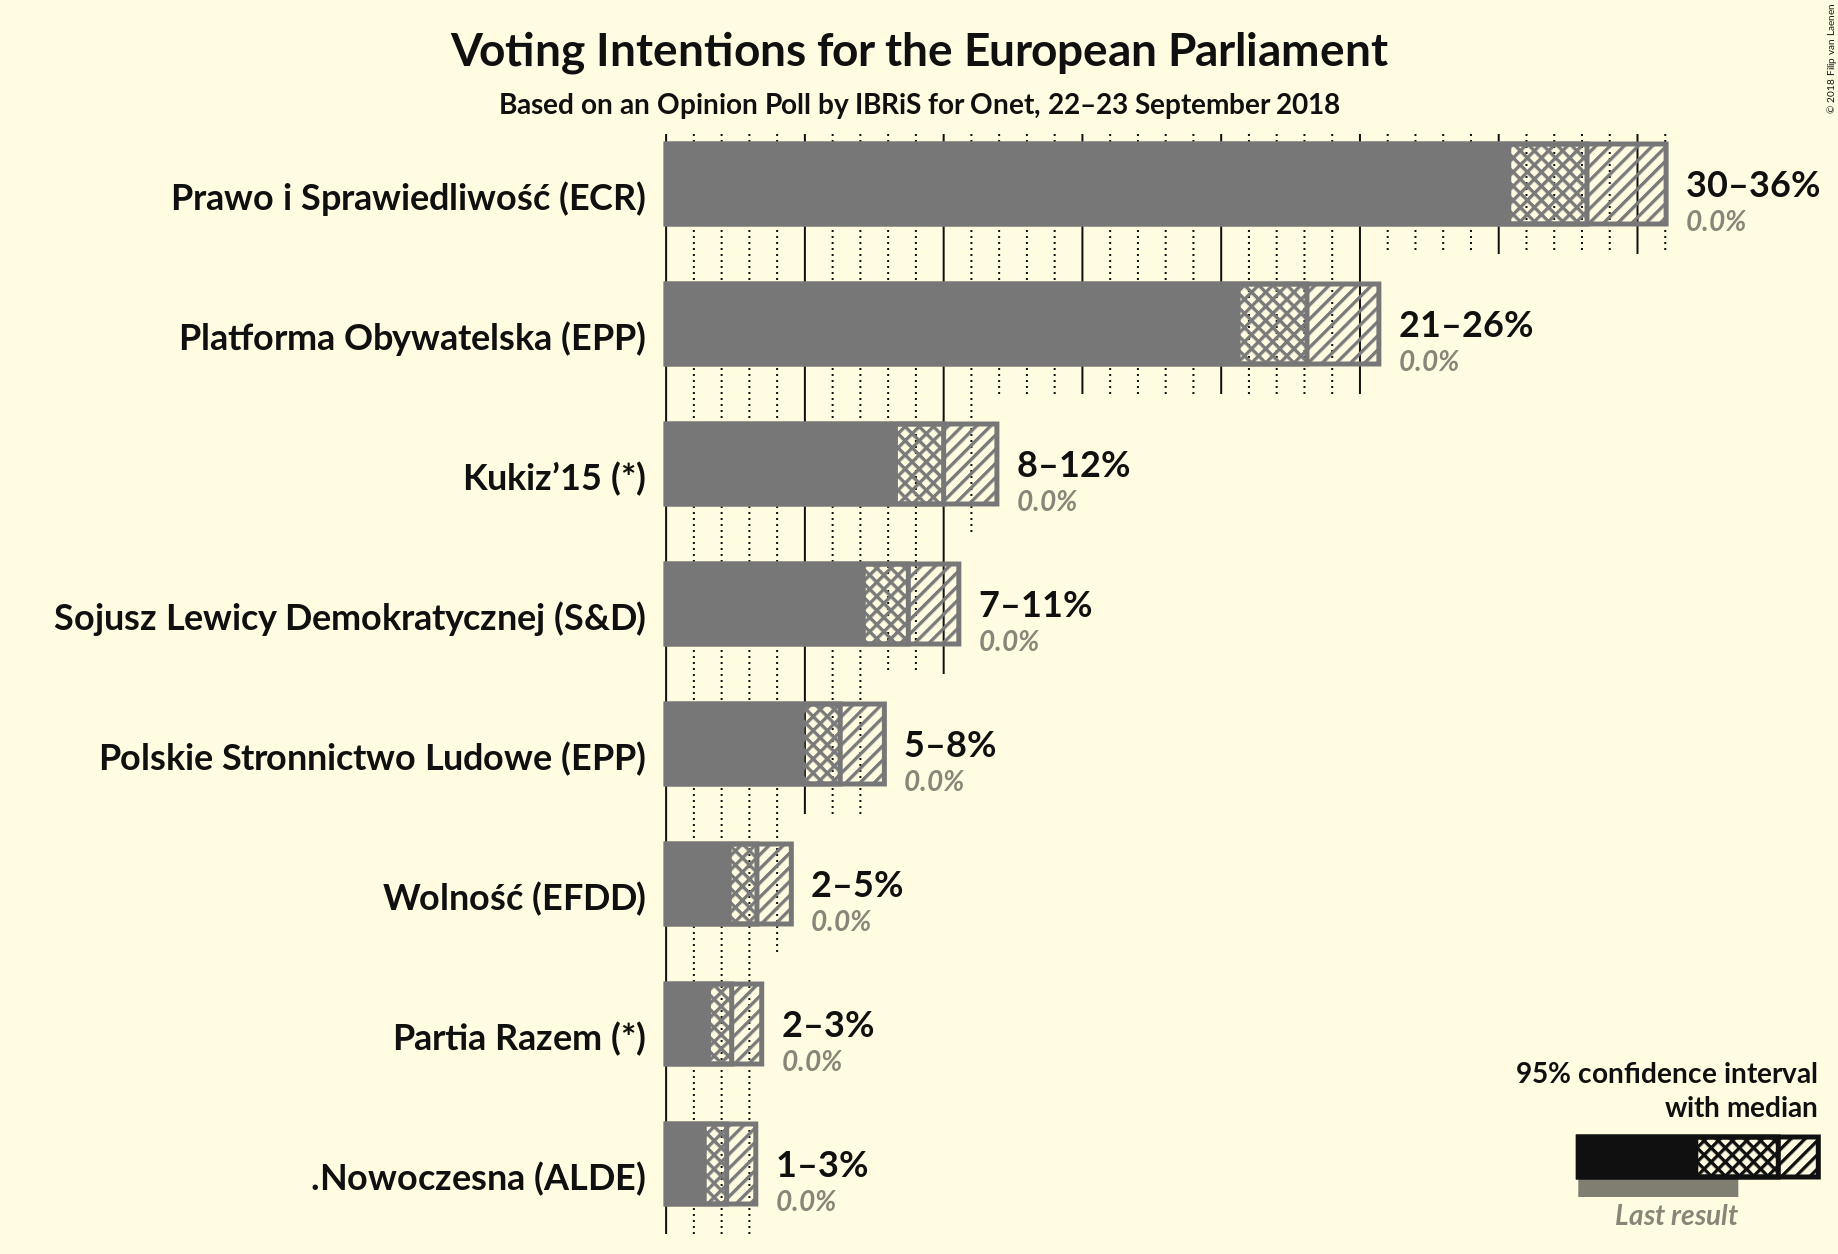 Voting Intentions for the European Parliament
Based on an Opinion Poll by IBRiS for Onet, 22–23 September 2018
© 2018 Filip van Laenen
Prawo i Sprawiedliwość (ECR)
30–36%
0.0%
Platforma Obywatelska (EPP)
21–26%
0.0%
Kukiz’15 (*)
8–12%
0.0%
Sojusz Lewicy Demokratycznej (S&D)
7–11%
0.0%
Polskie Stronnictwo Ludowe (EPP)
5–8%
0.0%
Wolność (EFDD)
2–5%
0.0%
Partia Razem (*)
2–3%
0.0%
.Nowoczesna (ALDE)
1–3%
0.0%
95% confidence interval
with median
Last result